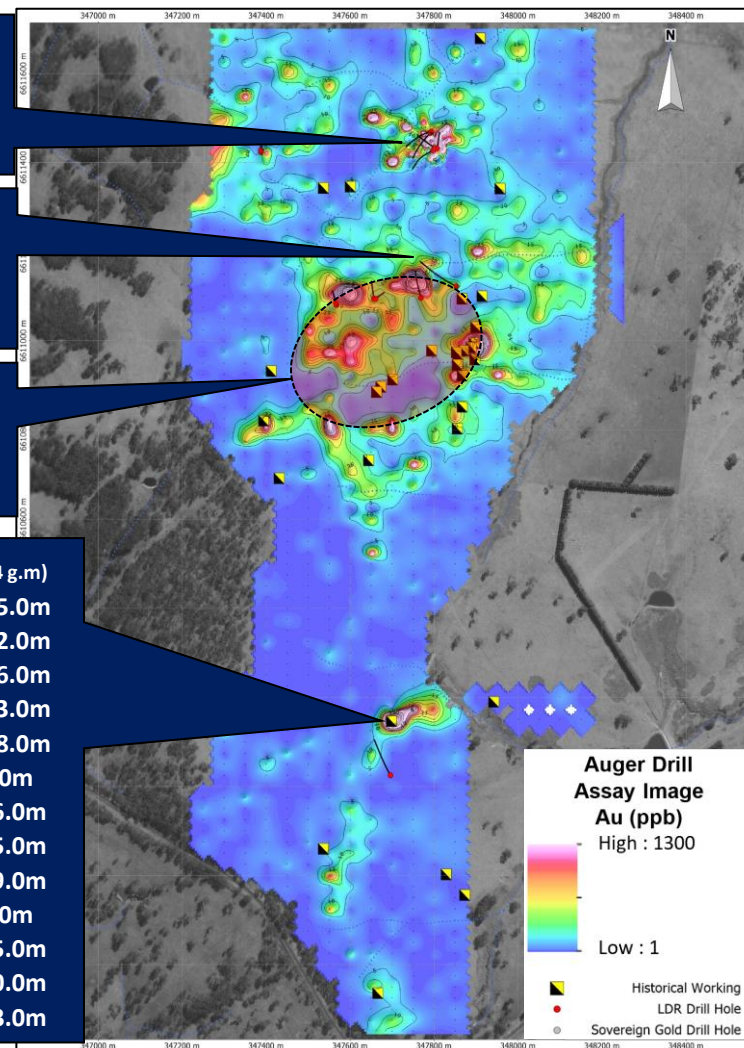 347000 m 347200 m 347400 m 347600 m 347800 m 348000 m 348200 m 348400 m
N
6611600 m
6611400 m
6611000 m
6610600 m
4 g.m)
5.0m
2.0m
6.0m
3.0m
8.0m
0m
6.0m
5.0m
9.0m
0m
5.0m
0.0m
3.0m
Auger Drill
Assay Image
Au (ppb)
High : 1300
Low : 1
Historical Working
LDR Drill Hole
Sovereign Gold Drill Hole
347000 m 347200 m 347400 m 347600 m 347800 m 348000 m 348200 m 348400 m